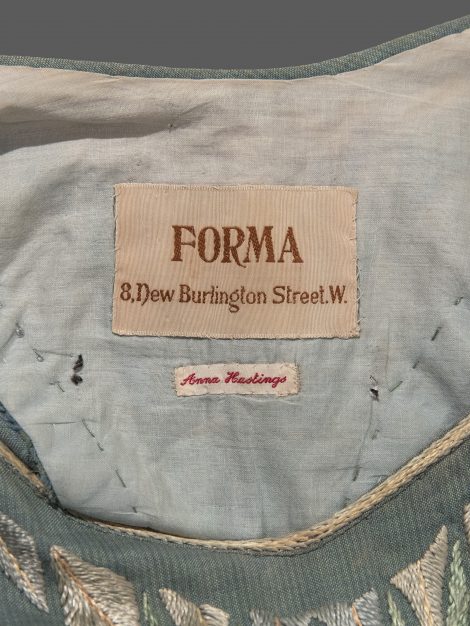 FORMA
8, New Burlington Street. W.
Anna Hastings